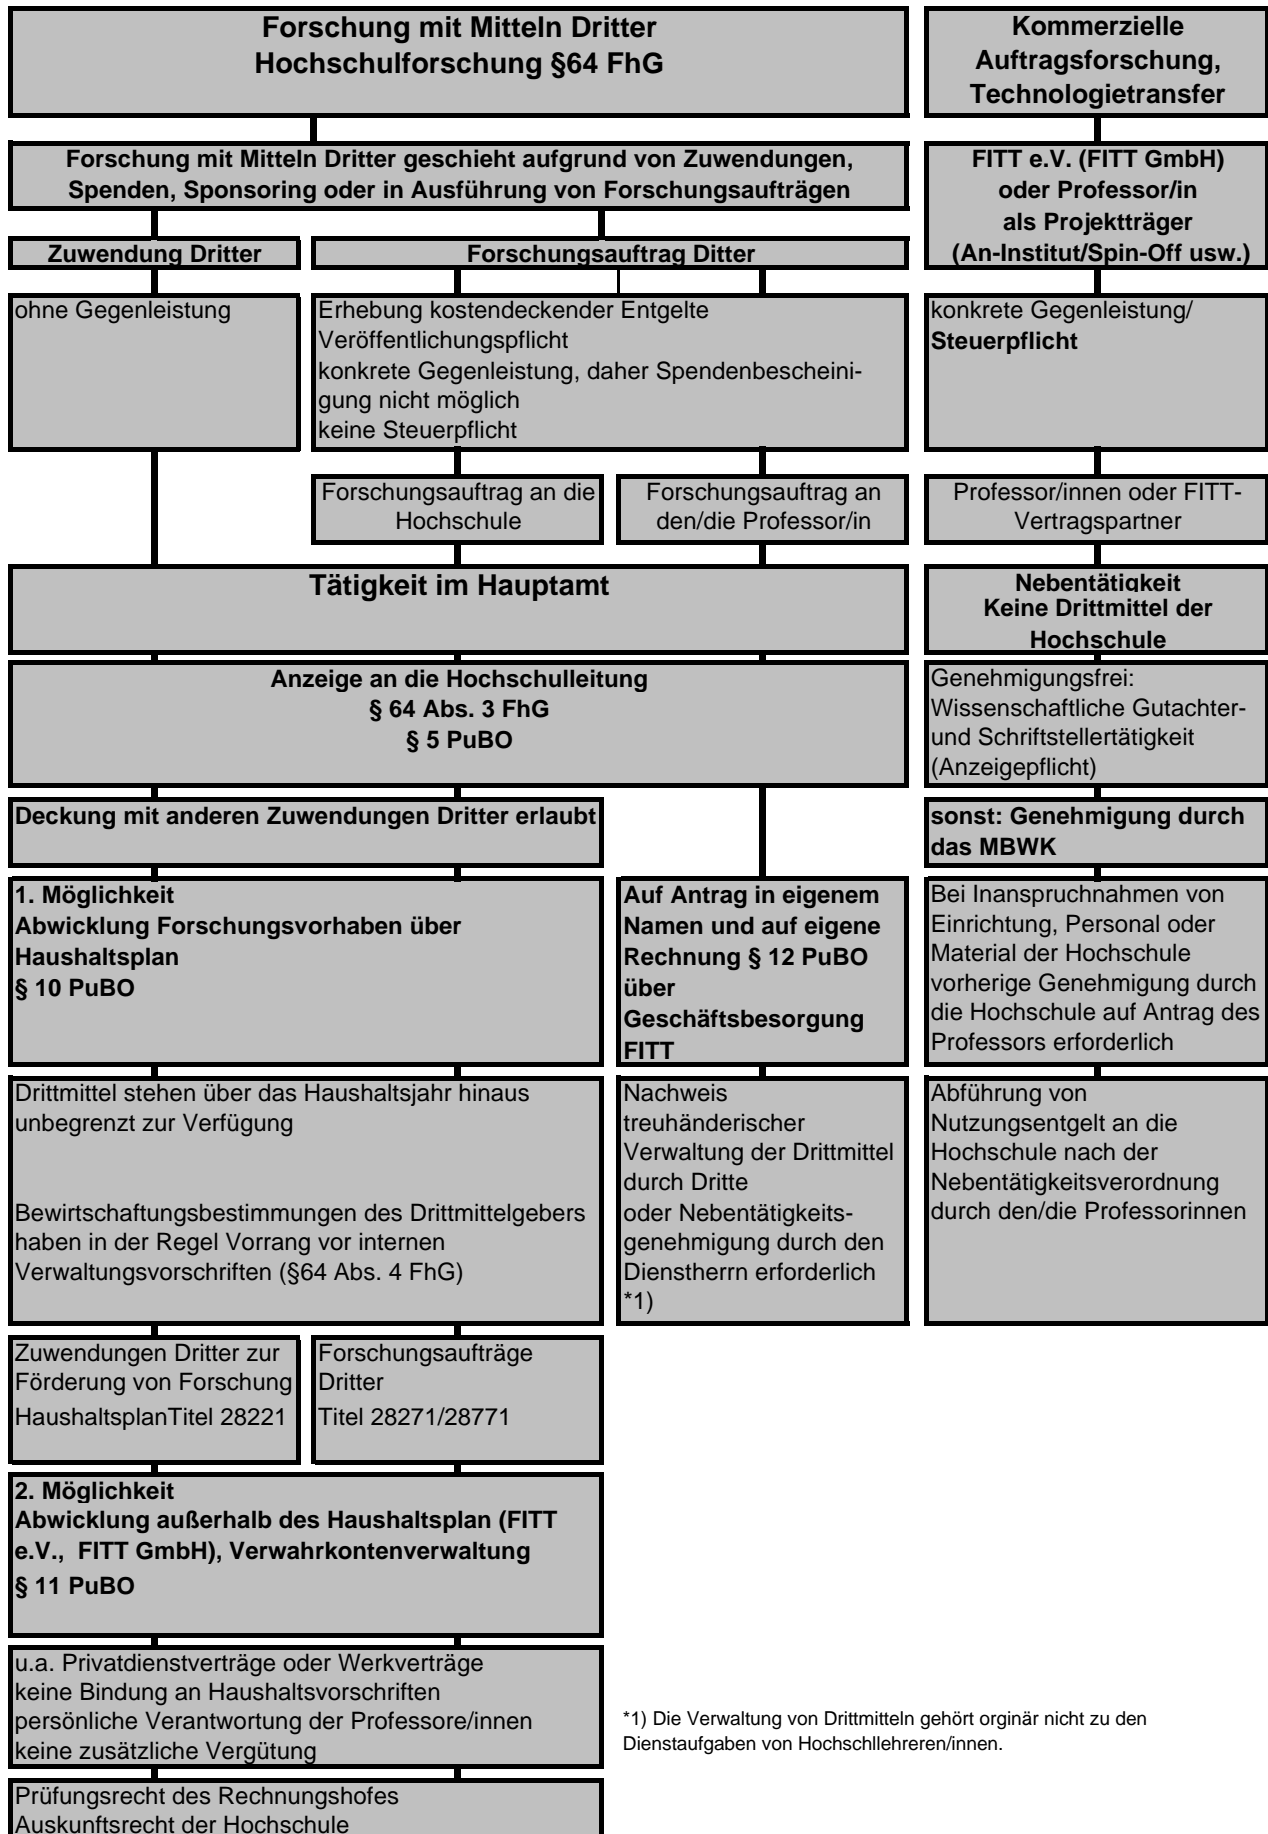 Forschung mit Mitteln Dritter
Hochschulforschung §64 FhG
Kommerzielle
Auftragsforschung,
Technologietransfer
Forschung mit Mitteln Dritter geschieht aufgrund von Zuwendungen,
Spenden, Sponsoring oder in Ausführung von Forschungsaufträgen
FITT e.V. (FITT GmbH)
oder Professor/in
als Projektträger
(An-Institut/Spin-Off usw.)
Zuwendung Dritter
Forschungsauftrag Ditter
ohne Gegenleistung
Erhebung kostendeckender Entgelte
Veröffentlichungspflicht
konkrete Gegenleistung, daher Spendenbescheini-
gung nicht möglich
keine Steuerpflicht
konkrete Gegenleistung/
Steuerpflicht
Forschungsauftrag an die
Hochschule
Forschungsauftrag an
den/die Professor/in
Professor/innen oder FITT-
Vertragspartner
Tätigkeit im Hauptamt
Nebentätigkeit
Keine Drittmittel der
Hochschule
Anzeige an die Hochschulleitung
§ 64 Abs. 3 FhG
§ 5 PuBO
Genehmigungsfrei:
Wissenschaftliche Gutachter-
und Schriftstellertätigkeit
(Anzeigepflicht)
Deckung mit anderen Zuwendungen Dritter erlaubt
sonst: Genehmigung durch
das MBWK
1. Möglichkeit
Abwicklung Forschungsvorhaben über
Haushaltsplan
§ 10 PuBO
Auf Antrag in eigenem
Namen und auf eigene
Rechnung § 12 PuBO
über
Geschäftsbesorgung
FITT
Bei Inanspruchnahmen von
Einrichtung, Personal oder
Material der Hochschule
vorherige Genehmigung durch
die Hochschule auf Antrag des
Professors erforderlich
Drittmittel stehen über das Haushaltsjahr hinaus
unbegrenzt zur Verfügung
Bewirtschaftungsbestimmungen des Drittmittelgebers
haben in der Regel Vorrang vor internen
Verwaltungsvorschriften (§64 Abs. 4 FhG)
Nachweis
treuhänderischer
Verwaltung der Drittmittel
durch Dritte
oder Nebentätigkeits-
genehmigung durch den
Dienstherrn erforderlich
*1)
Abführung von
Nutzungsentgelt an die
Hochschule nach der
Nebentätigkeitsverordnung
durch den/die Professorinnen
Zuwendungen Dritter zur
Förderung von Forschung
HaushaltsplanTitel 28221
Forschungsaufträge
Dritter
Titel 28271/28771
2. Möglichkeit
Abwicklung außerhalb des Haushaltsplan (FITT
e.V., FITT GmbH), Verwahrkontenverwaltung
§ 11 PuBO
u.a. Privatdienstverträge oder Werkverträge
keine Bindung an Haushaltsvorschriften
persönliche Verantwortung der Professore/innen
keine zusätzliche Vergütung
*1) Die Verwaltung von Drittmitteln gehört orginär nicht zu den
Dienstaufgaben von Hochschllehreren/innen.
Prüfungsrecht des Rechnungshofes
Auskunftsrecht der Hochschule